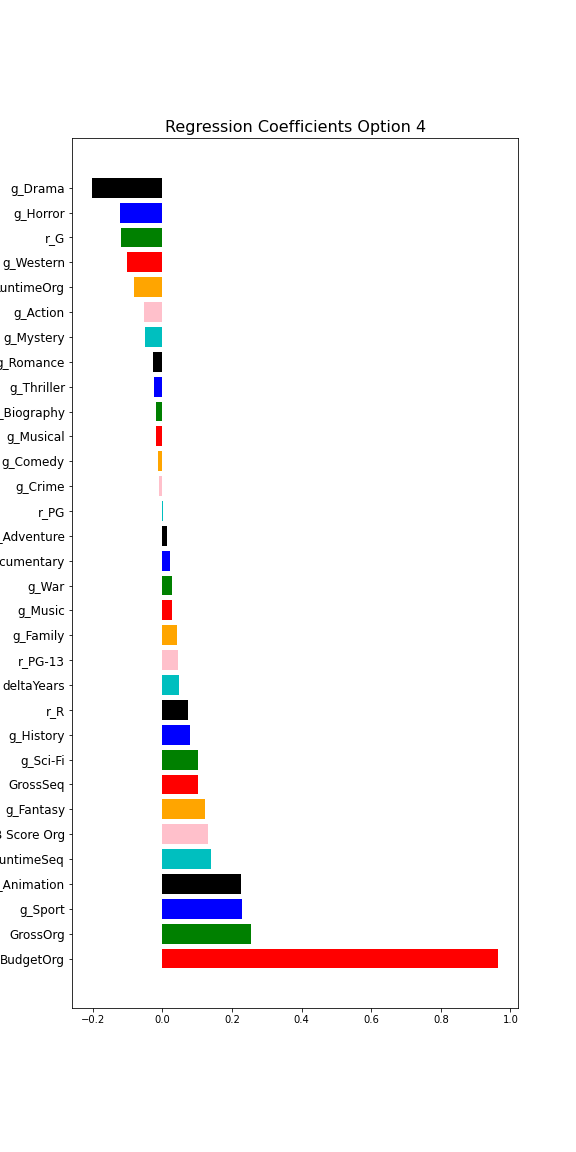 Regression Coefficients Option 4
g_Drama
g_Horror
r_G
g_Western
untimeOrg
g_Action
g_Mystery
g_Romance
g_Thriller
_Biography
g_Musical
g_Comedy
g_Crime
r_PG
_Adventure
cumentary
g_War
g_Music
g_Family
r_PG-13
deltaYears
r_R
g_History
g_Sci-Fi
GrossSeq
g_Fantasy
Score Org
untimeSeq
_Animation
g_Sport
GrossOrg
BudgetOrg
−0.2 0.0 0.2 0.4 0.6 0.8 1.0